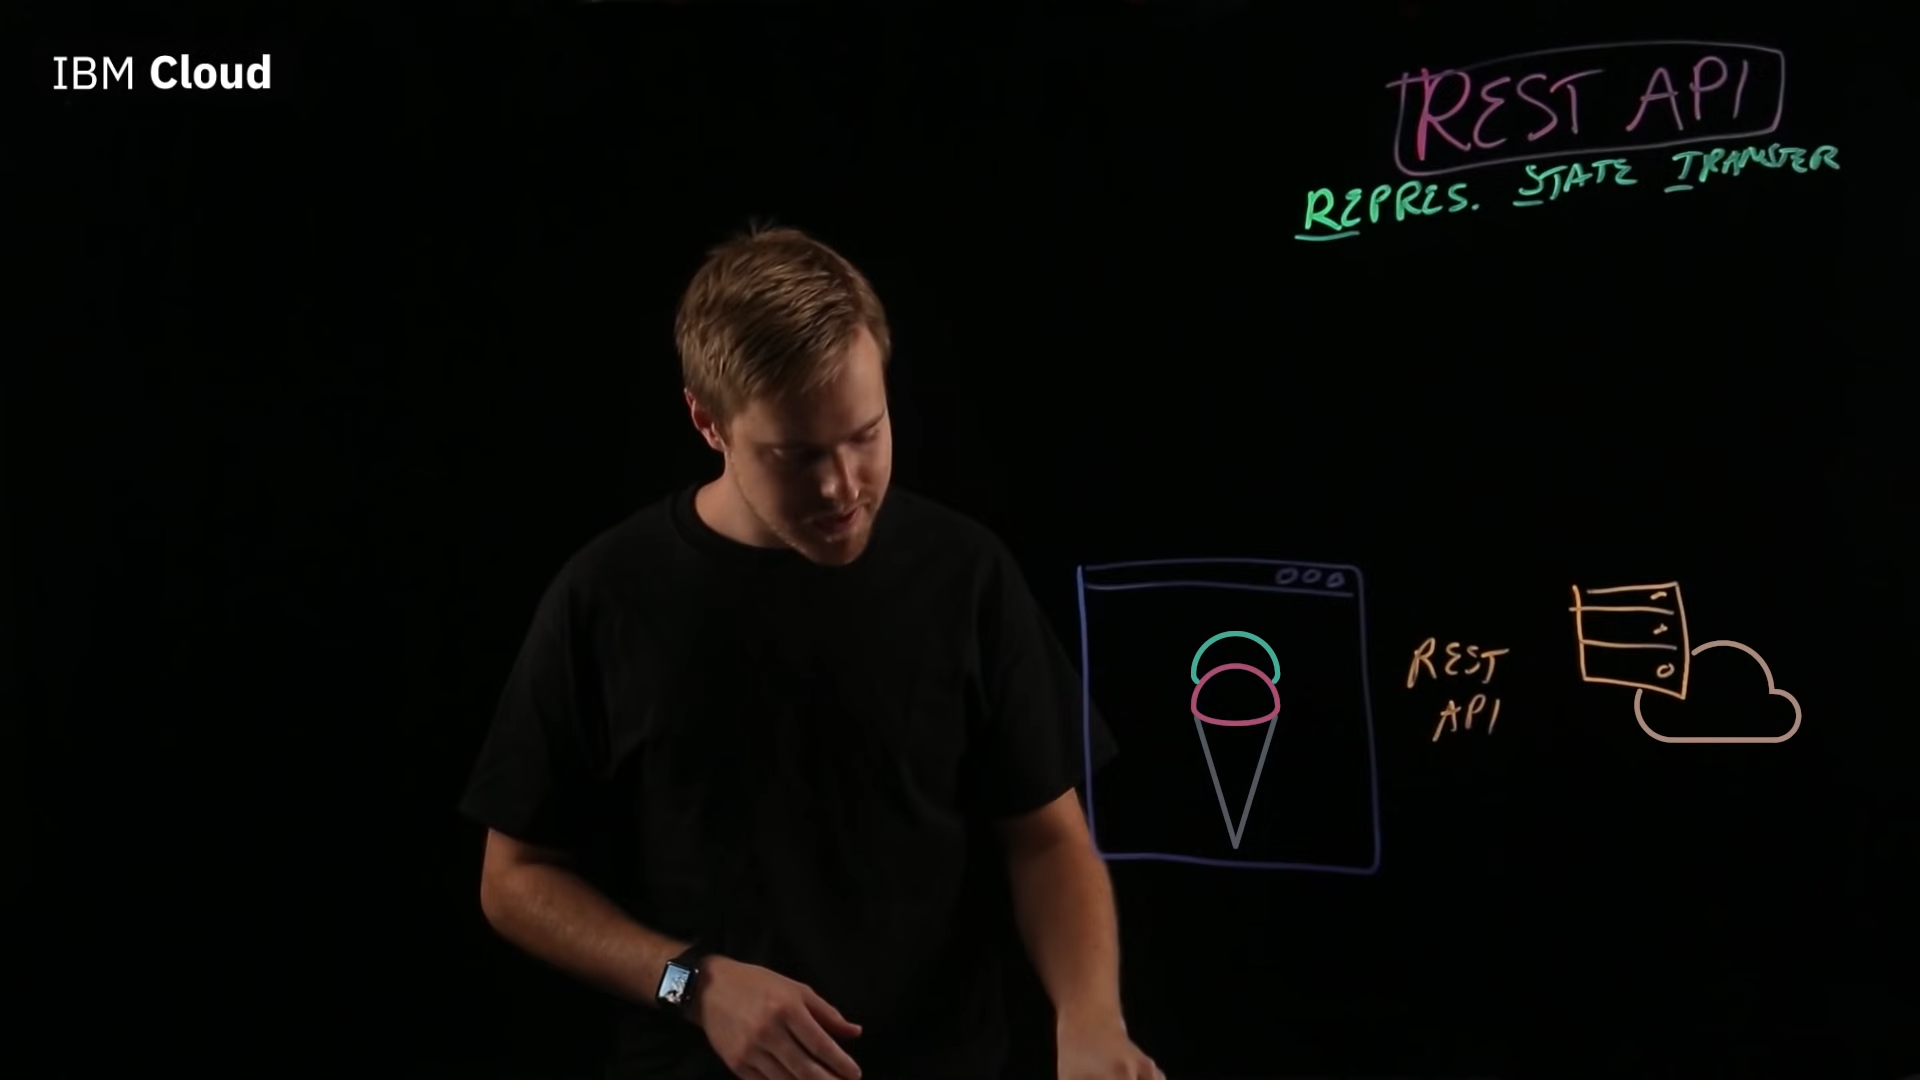 IBM Cloud
REST API
REPRES. STATE TRANSFER
REST
API